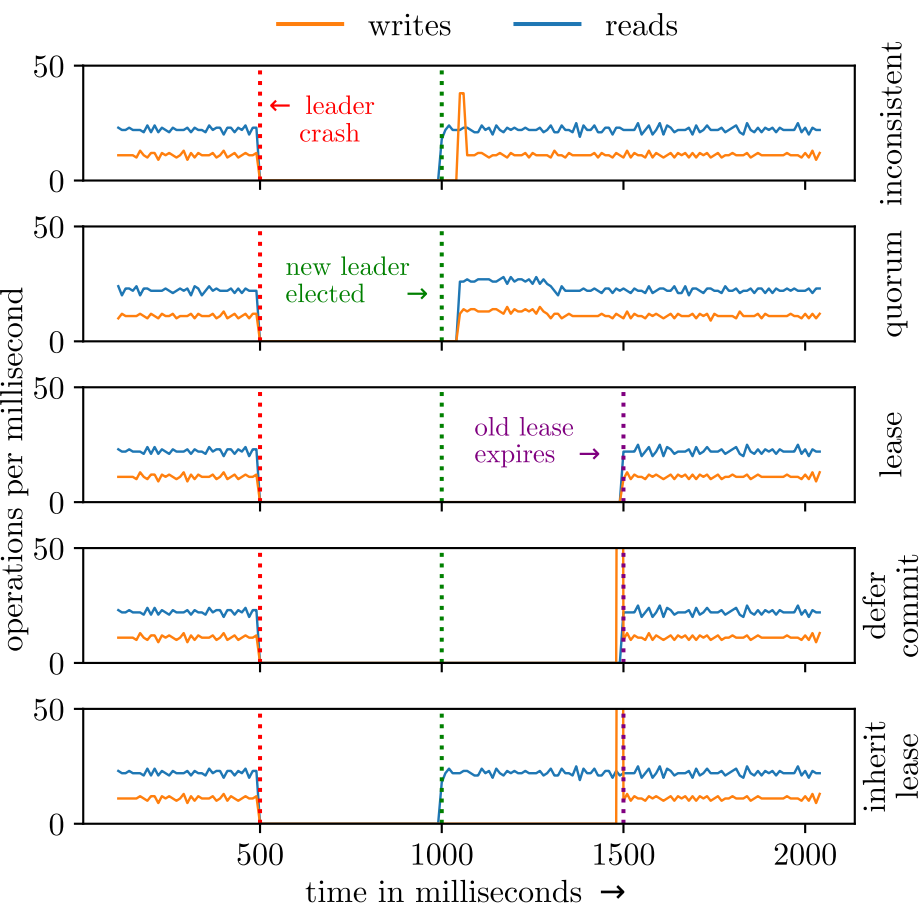 writes
reads
operations per millisecond
50
0
← leader
crash
inconsistent
50
0
new leader
elected →
quorum
50
0
old lease
expires →
lease
50
0
defer
commit
50
0
inherit
lease
500
1000
1500
2000
time in milliseconds →